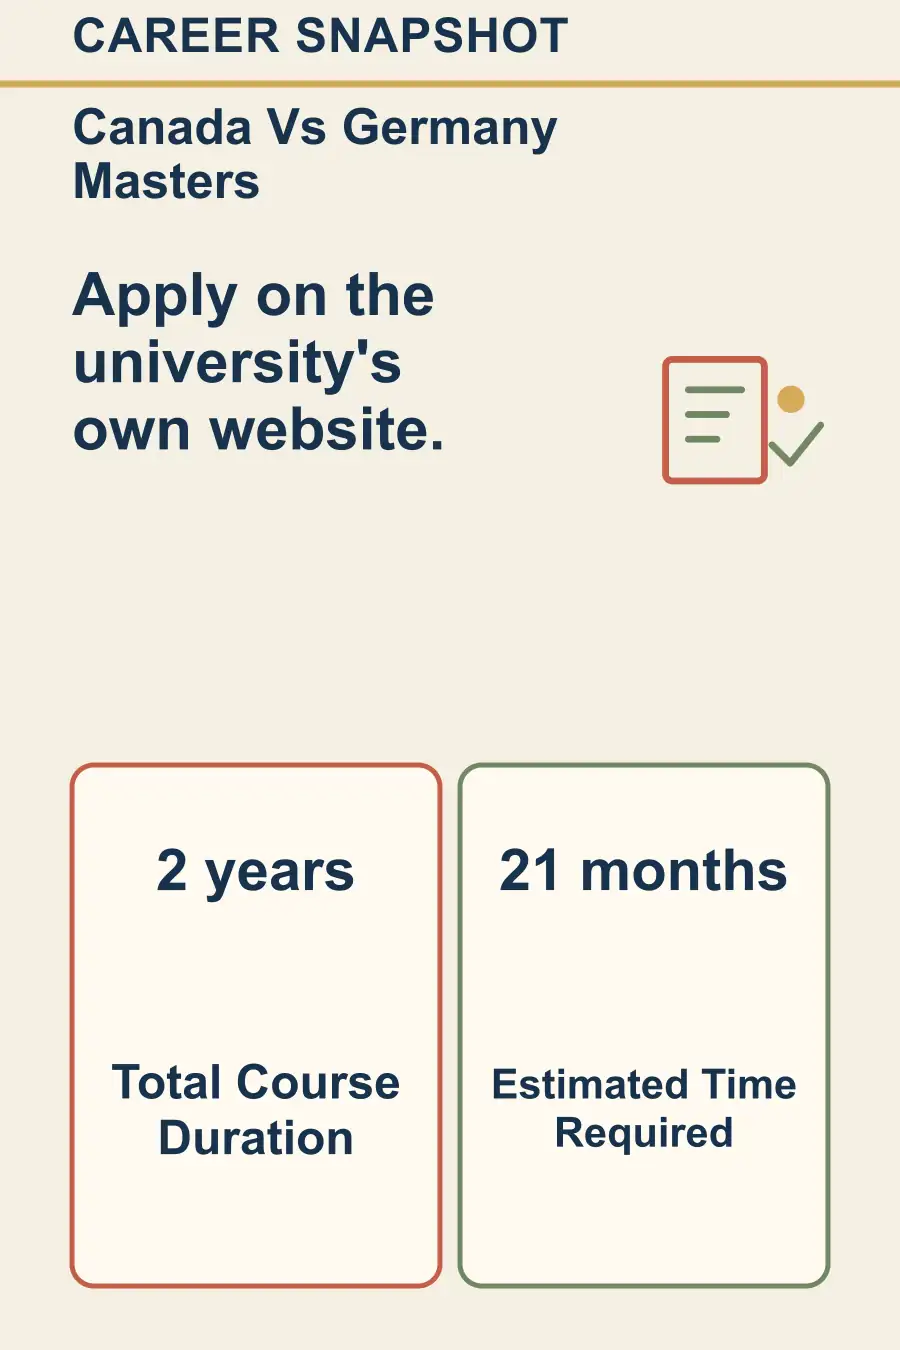 CAREER SNAPSHOT
Canada Vs Germany
Masters
Apply on the
university's
own website.
2 years
Total Course
Duration
21 months
Estimated Time
Required